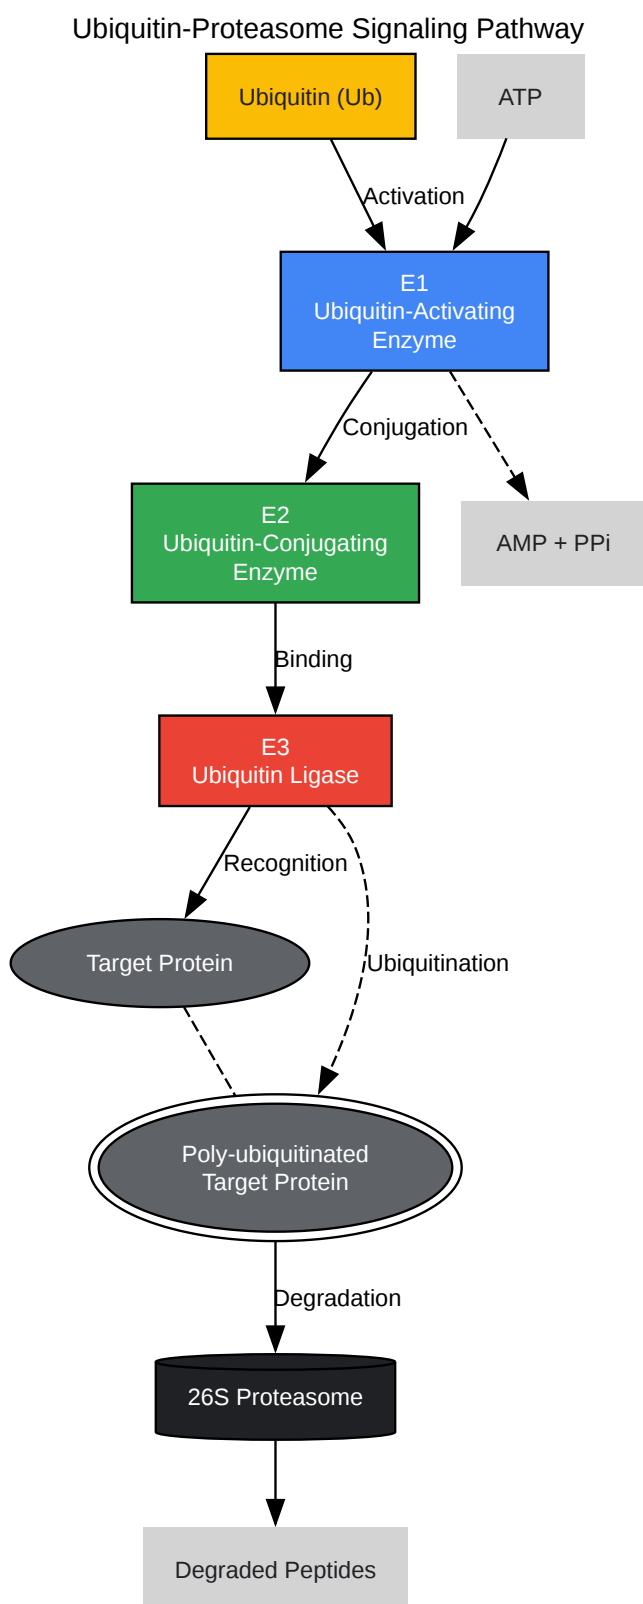 Ubiquitin-Proteasome Signaling Pathway
Ubiquitin (Ub)
ATP
Activation
E1
Ubiquitin-Activating
Enzyme
Conjugation
E2
Ubiquitin-Conjugating
Enzyme
AMP + PPi
Binding
E3
Ubiquitin Ligase
Recognition
Target Protein
Ubiquitination
Poly-ubiquitinated
Target Protein
Degradation
26S Proteasome
Degraded Peptides